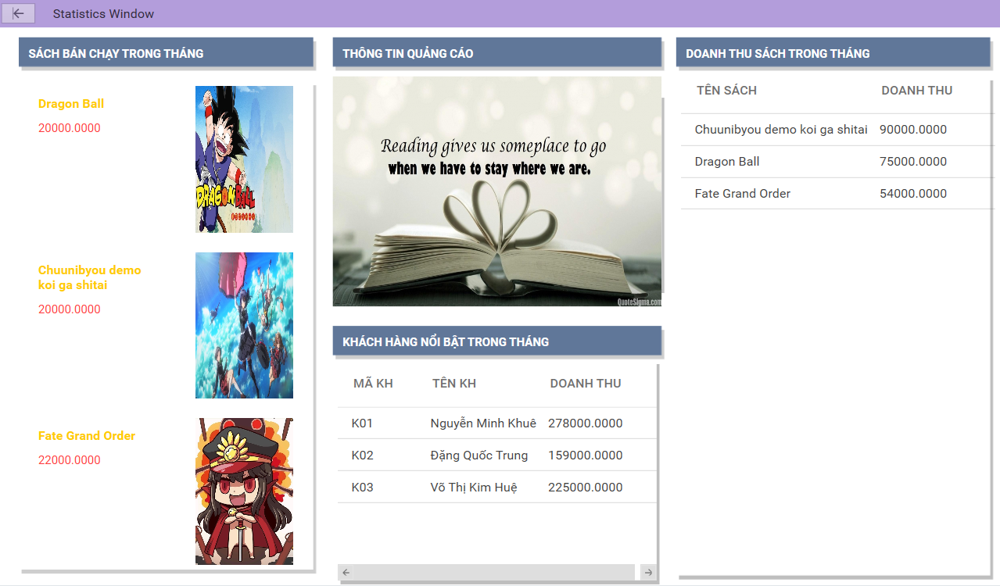 Statistics Window
SÁCH BÁN CHẠY TRONG THÁNG
Dragon Ball
20000.0000
DRAGON BALL
Chuunibyou demo
koi ga shitai
20000.0000
Fate Grand Order
22000.0000
THÔNG TIN QUẢNG CÁO
Reading gives us someplace to go
when we have to stay where we are.
QuoteSigma.com
KHÁCH HÀNG NỔI BẬT TRONG THÁNG
MÃ KH TÊN KH DOANH THU
K01 Nguyễn Minh Khuê 278000.0000
K02 Đặng Quốc Trung 159000.0000
K03 Võ Thị Kim Huệ 225000.0000
DOANH THU SÁCH TRONG THÁNG
TÊN SÁCH DOANH THU
Chuunibyou demo koi ga shitai 90000.0000
Dragon Ball 75000.0000
Fate Grand Order 54000.0000